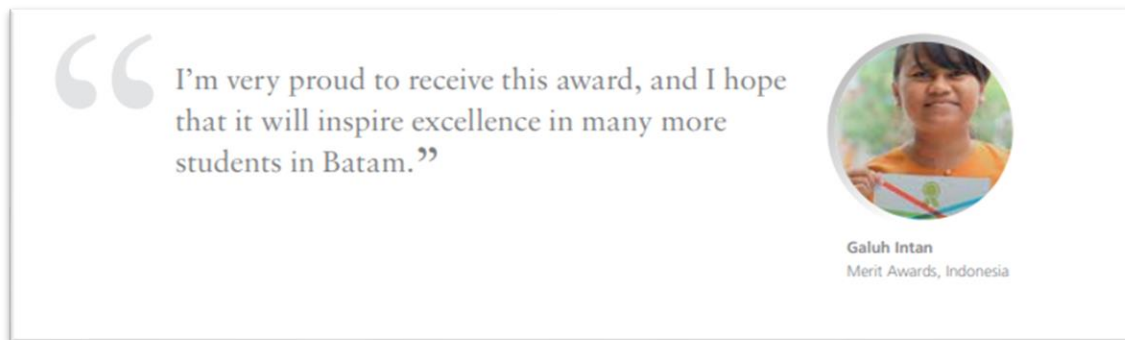 “
I’m very proud to receive this award, and I hope
that it will inspire excellence in many more
students in Batam.”
Galuh Intan
Merit Awards, Indonesia